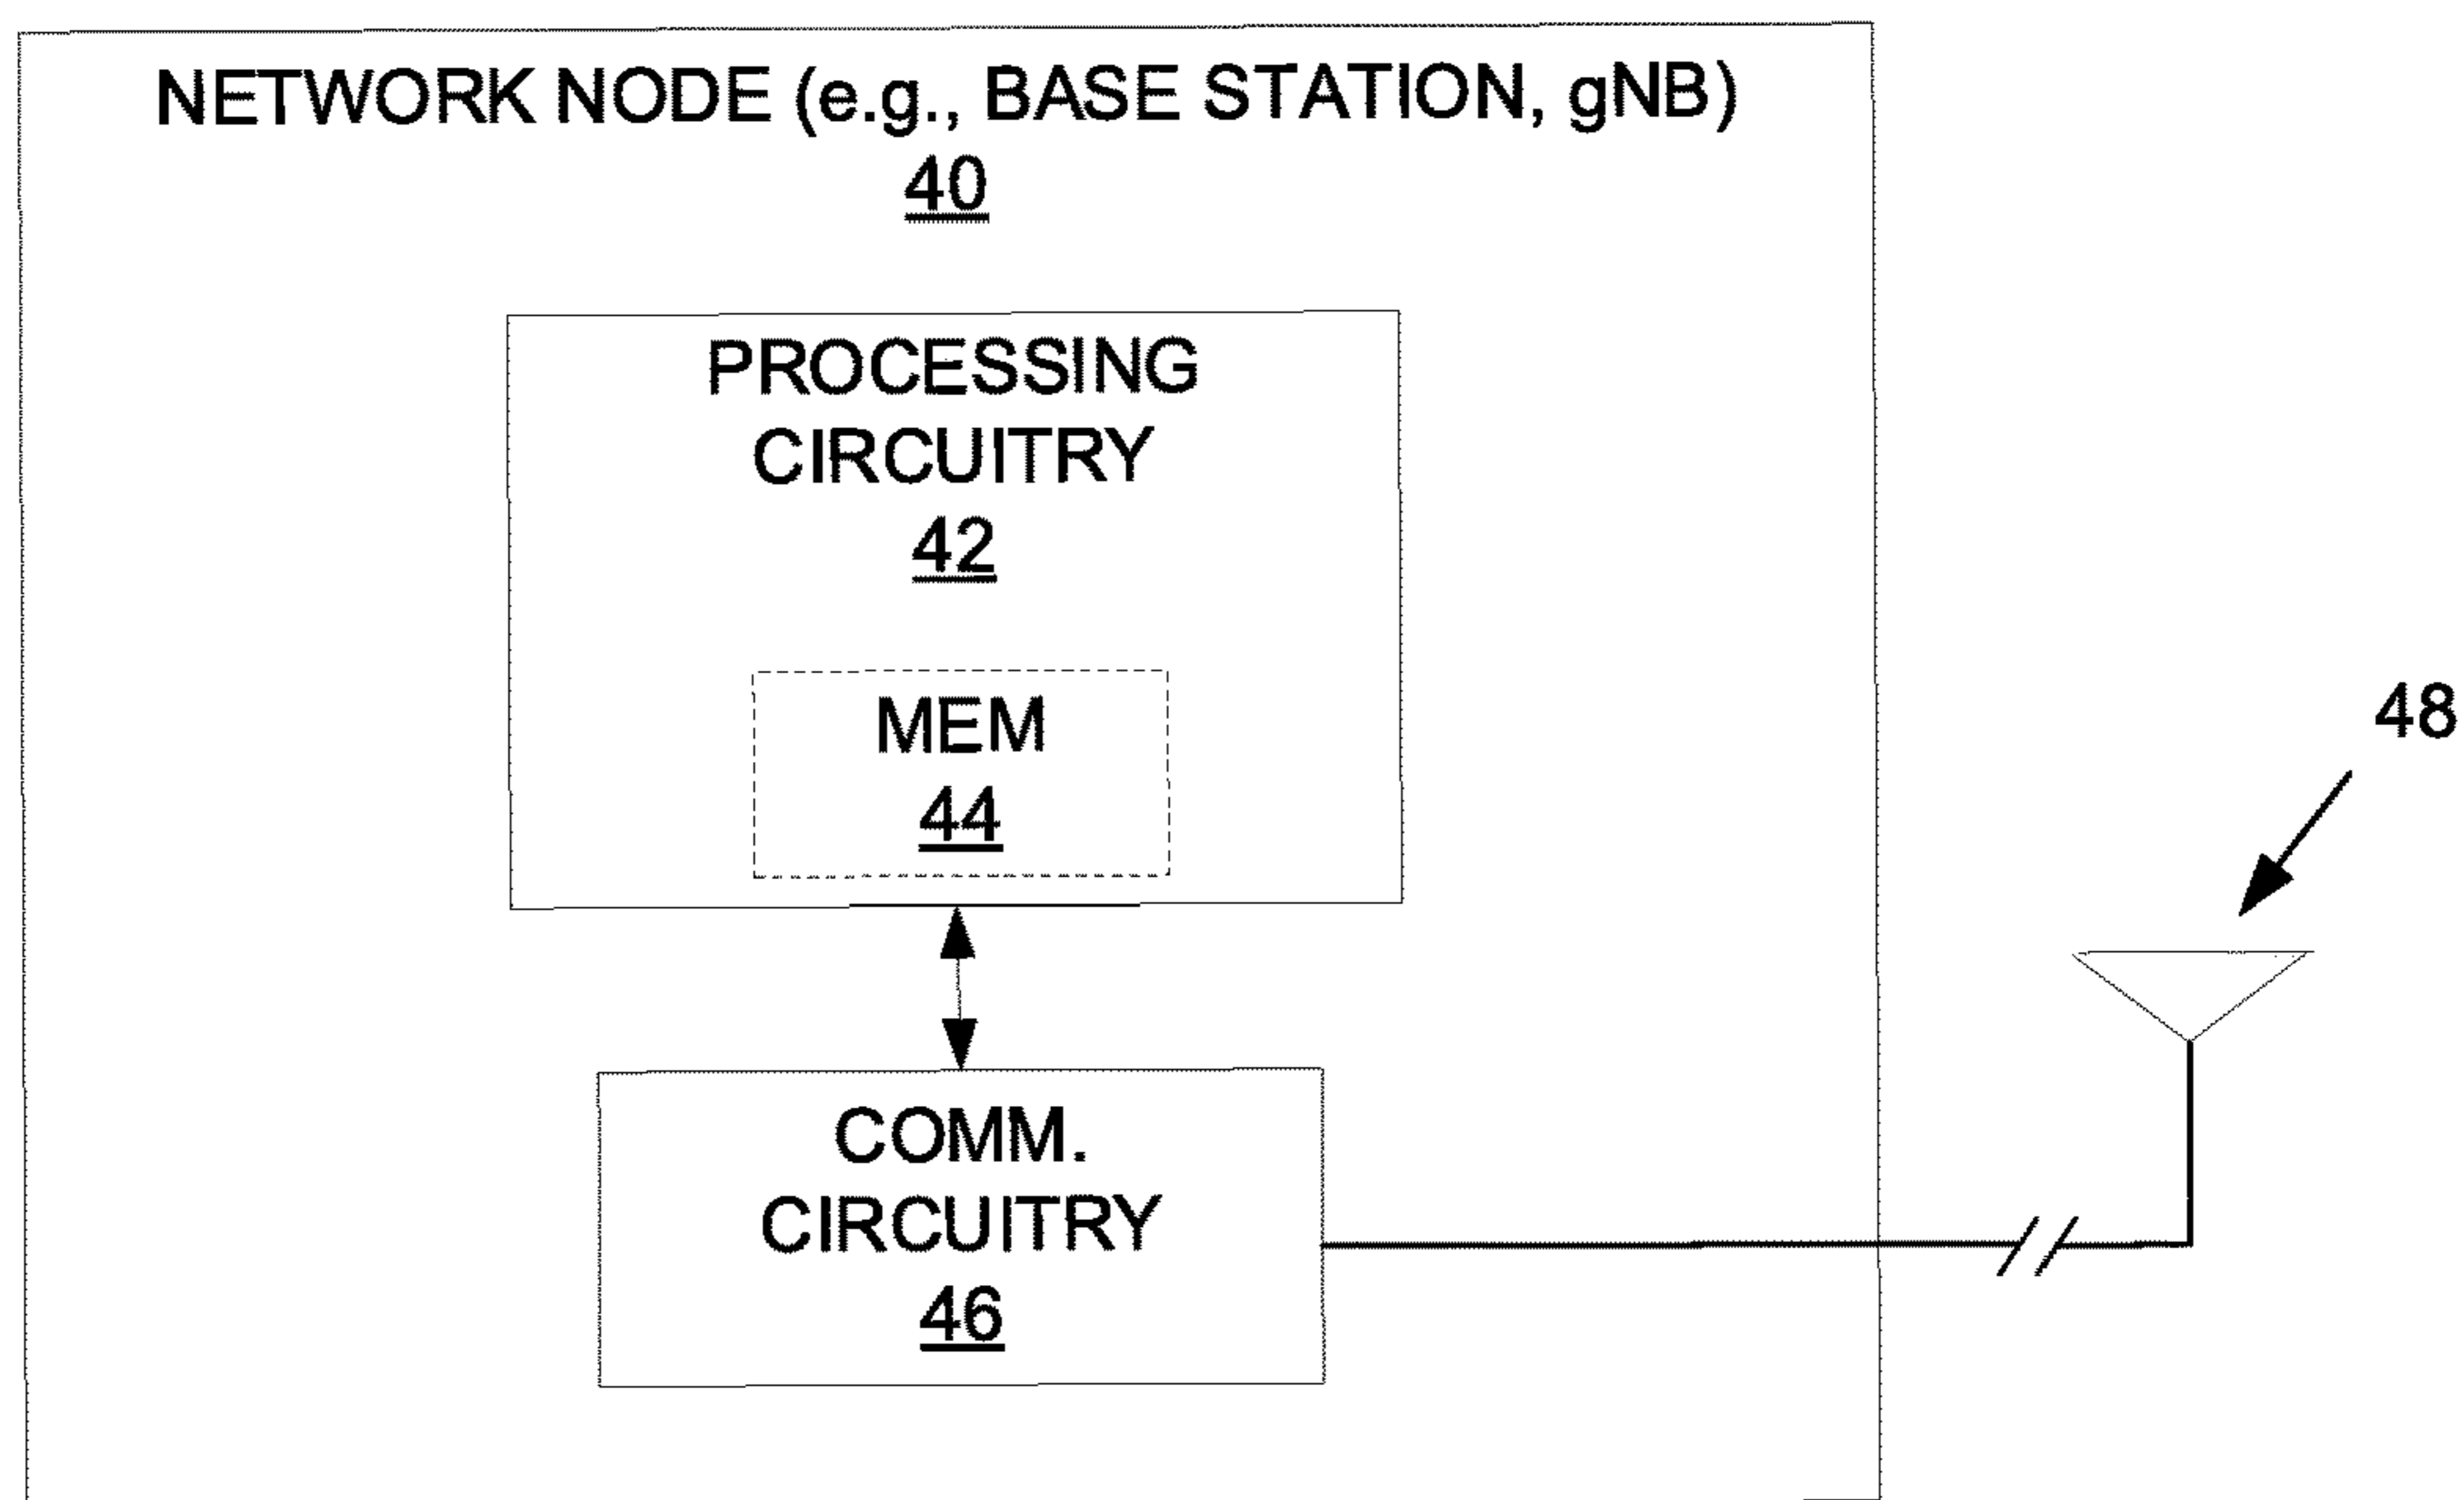 NETWORK NODE (e.g., BASE STATION, gNB)
40
PROCESSING
CIRCUITRY
42
MEM
44
48
COMM.
CIRCUITRY
46